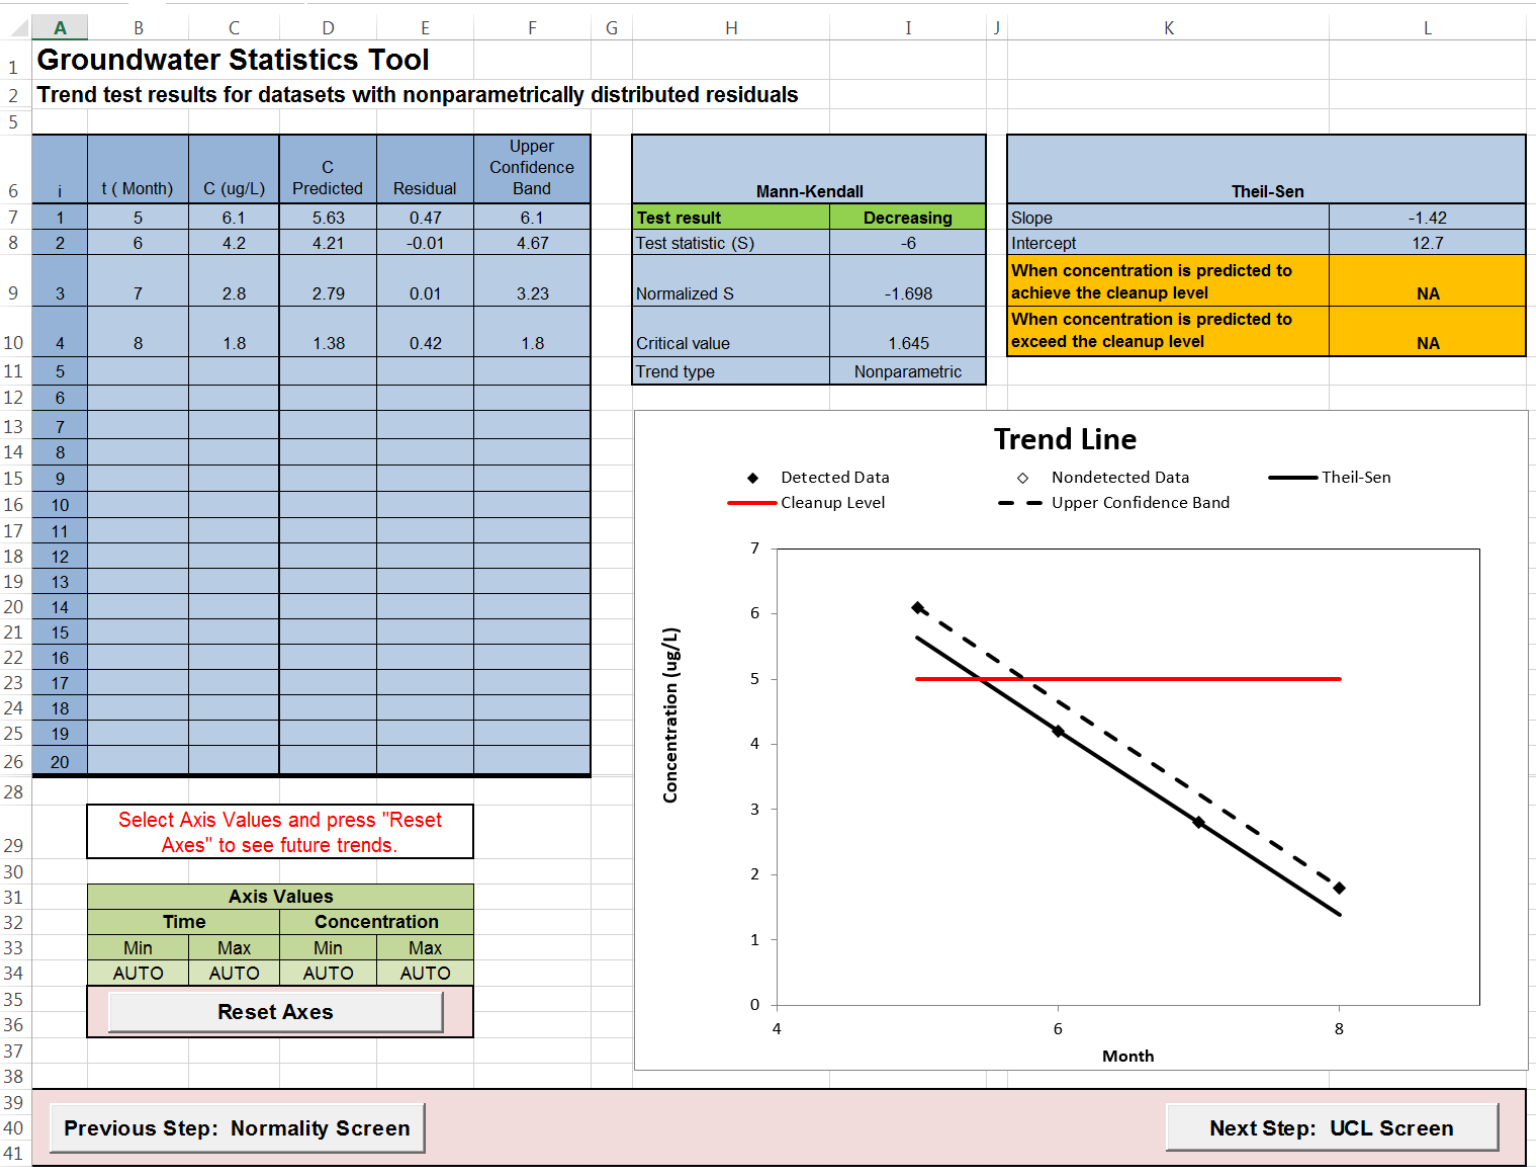 A B C D E F G H I J K L
1 Groundwater Statistics Tool
2 Trend test results for datasets with nonparametrically distributed residuals
5
6 i t ( Month) C (ug/L) C Predicted Residual Upper Confidence Band
7 1 5 6.1 5.63 0.47 6.1
8 2 6 4.2 4.21 -0.01 4.67
9 3 7 2.8 2.79 0.01 3.23
10 4 8 1.8 1.38 0.42 1.8
11 5
12 6
13 7
14 8
15 9
16 10
17 11
18 12
19 13
20 14
21 15
22 16
23 17
24 18
25 19
26 20
Mann-Kendall
Test result Decreasing
Test statistic (S) -6
Normalized S -1.698
Critical value 1.645
Trend type Nonparametric
Theil-Sen
Slope -1.42
Intercept 12.7
When concentration is predicted to
achieve the cleanup level NA
When concentration is predicted to
exceed the cleanup level NA
Trend Line
Detected Data Nondetected Data Theil-Sen
Cleanup Level Upper Confidence Band
Concentration (ug/L)
7
6
5
4
3
2
1
0
4 6 8
Month
28
29 Select Axis Values and press "Reset
Axes" to see future trends.
30
31 Axis Values
32 Time Concentration
33 Min Max Min Max
34 AUTO AUTO AUTO AUTO
35
Reset Axes
36
37
38
39
40 Previous Step: Normality Screen Next Step: UCL Screen
41